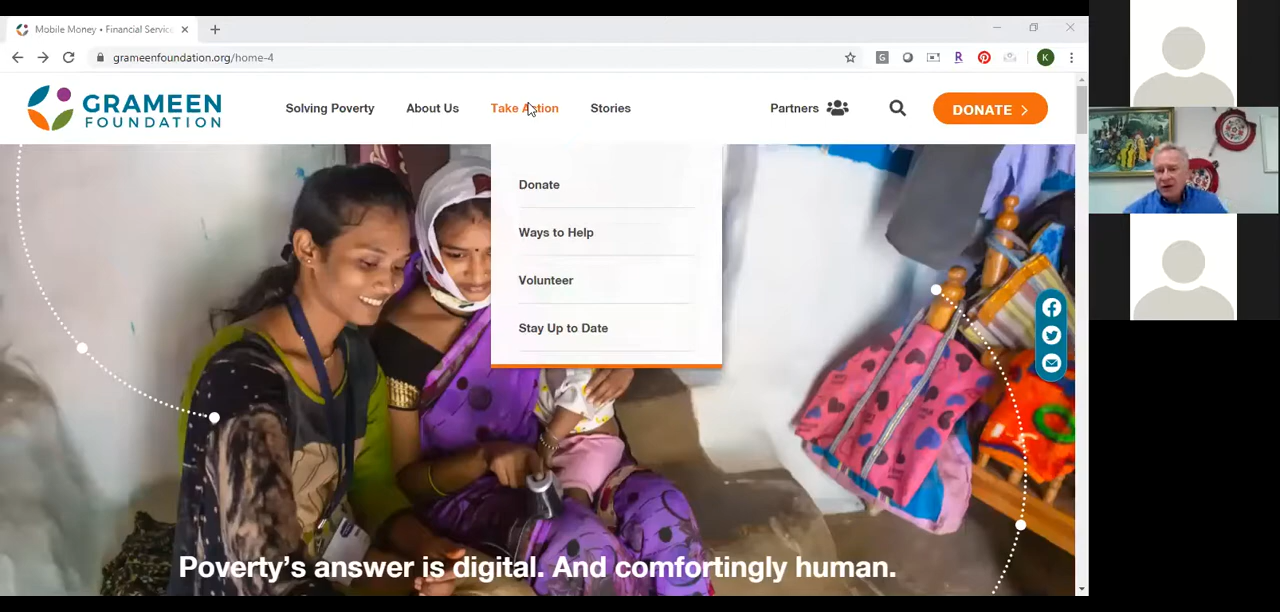 Mobile Money • Financial Servic
grameenfoundation.org/home-4
G
R
K
GRAMEEN
FOUNDATION
Solving Poverty
About Us
Take Action
Stories
Partners
DONATE
Donate
Ways to Help
Volunteer
Stay Up to Date
Poverty's answer is digital. And comfortingly human.